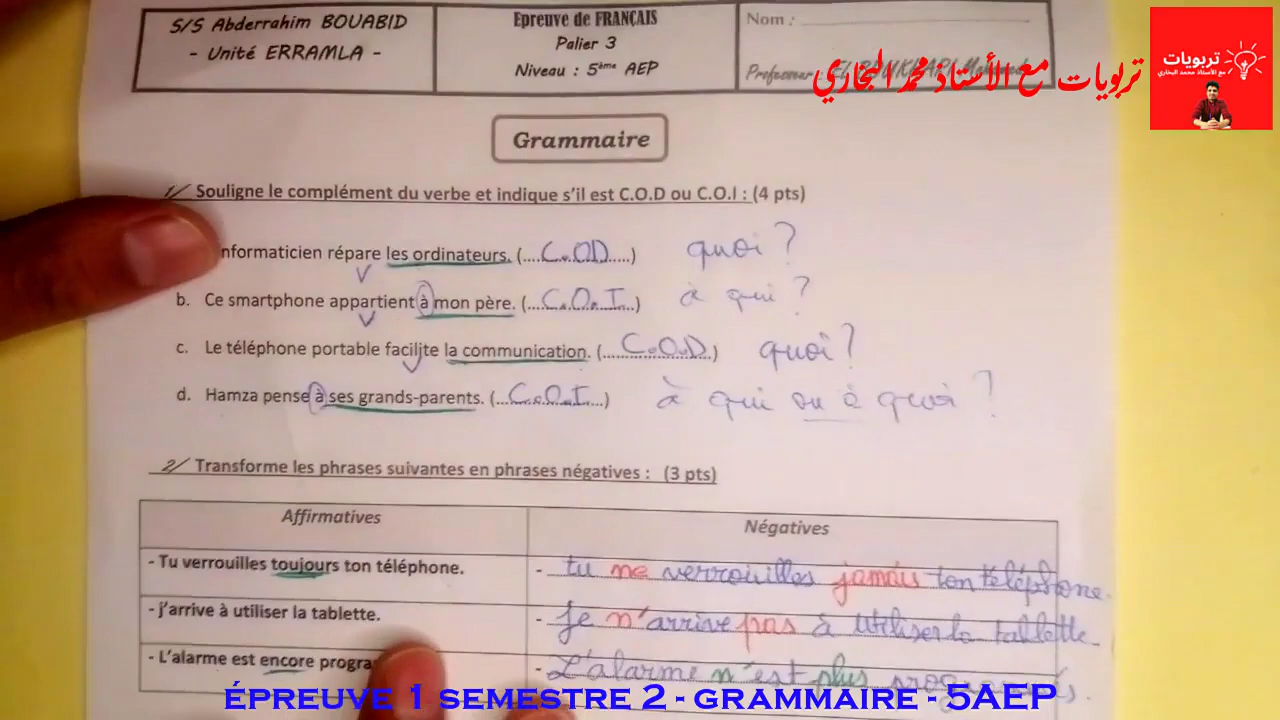 S/S Abderrahim BOUABID
- Unité ERRAMLA -
Epreuve de FRANÇAIS
Palier 3
Niveau : 5ème AEP
Nom :
Professeur :
تربويات مع الأستاذ محمد البخاري
تربويات
مع الأستاذ محمد البخاري
Grammaire
1/ Souligne le complément du verbe et indique s'il est C.O.D ou C.O.I : (4 pts)
nformaticien répare les ordinateurs. (....C.OD.....) quoi ?
b. Ce smartphone appartient à mon père. (....C.O.I...) à qui ?
c. Le téléphone portable facilite la communication. (....C.O.D..) quoi ?
d. Hamza pense à ses grands-parents. (...C.O.I....) à qui ou à quoi ?
2/ Transforme les phrases suivantes en phrases négatives : (3 pts)
Affirmatives Négatives
- Tu verrouilles toujours ton téléphone. - tu ne verrouilles jamais ton téléphone.
- j'arrive à utiliser la tablette. - Je n'arrive pas à utiliser la tablette.
- L'alarme est encore progra - L'alarme n'est plus
ÉPREUVE 1 SEMESTRE 2 - GRAMMAIRE - 5AEP